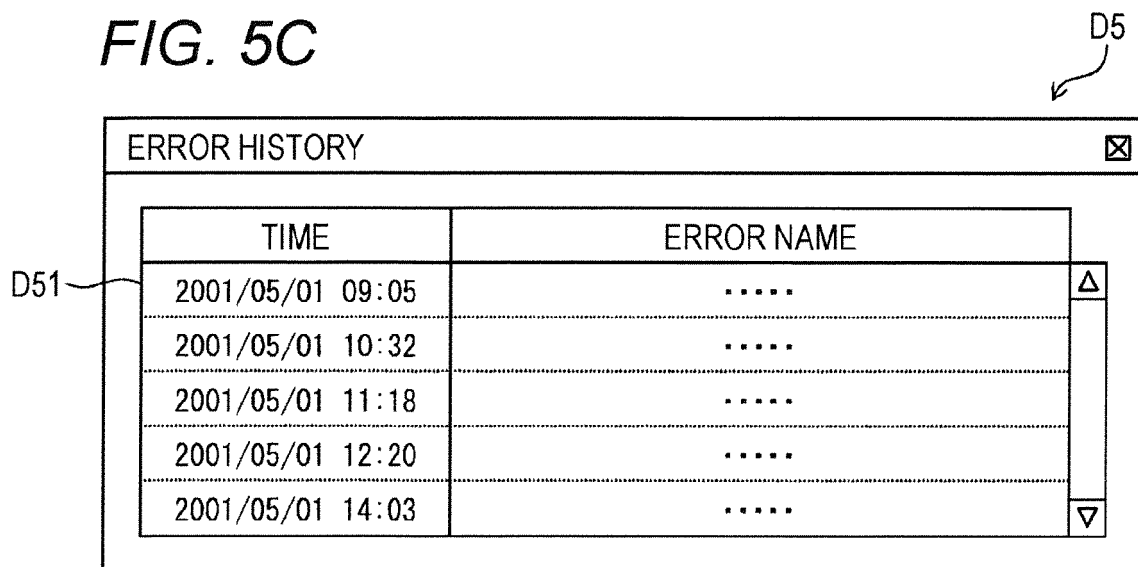 FIG. 5C
D5
ERROR HISTORY
TIME ERROR NAME
D51
2001/05/01 09:05 .....
2001/05/01 10:32 .....
2001/05/01 11:18 .....
2001/05/01 12:20 .....
2001/05/01 14:03 .....